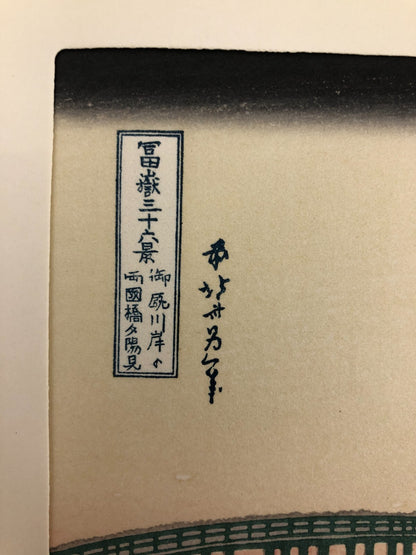 冨嶽三十六景
御厩川岸ゟ
両國橋夕陽見
前北斎為一筆